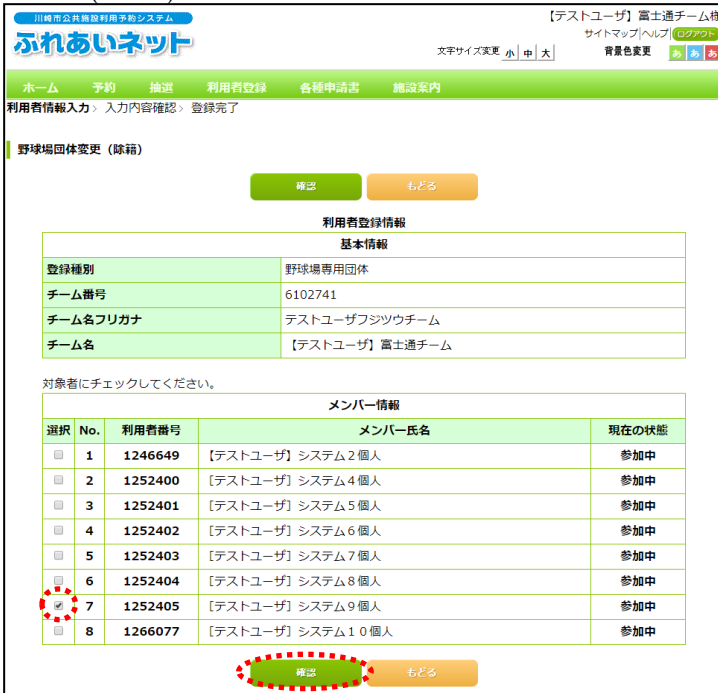 川崎市公共施設利用予約システム
ふれあいネット
【テストユーザ】富士通チーム様
サイトマップ|ヘルプ|ログアウト
文字サイズ変更 小 中 大 背景色変更 あ あ あ
ホーム 予約 抽選 利用者登録 各種申請書 施設案内
利用者情報入力> 入力内容確認> 登録完了
野球場団体変更（除籍）
確認 もどる
利用者登録情報
基本情報
登録種別 野球場専用団体
チーム番号 6102741
チーム名フリガナ テストユーザフジツウチーム
チーム名 【テストユーザ】富士通チーム
対象者にチェックしてください。
メンバー情報
選択 No. 利用者番号 メンバー氏名 現在の状態
1 1246649 【テストユーザ】システム２個人 参加中
2 1252400 ［テストユーザ］システム４個人 参加中
3 1252401 ［テストユーザ］システム５個人 参加中
4 1252402 ［テストユーザ］システム６個人 参加中
5 1252403 ［テストユーザ］システム７個人 参加中
6 1252404 ［テストユーザ］システム８個人 参加中
7 1252405 ［テストユーザ］システム９個人 参加中
8 1266077 ［テストユーザ］システム１０個人 参加中
確認 もどる